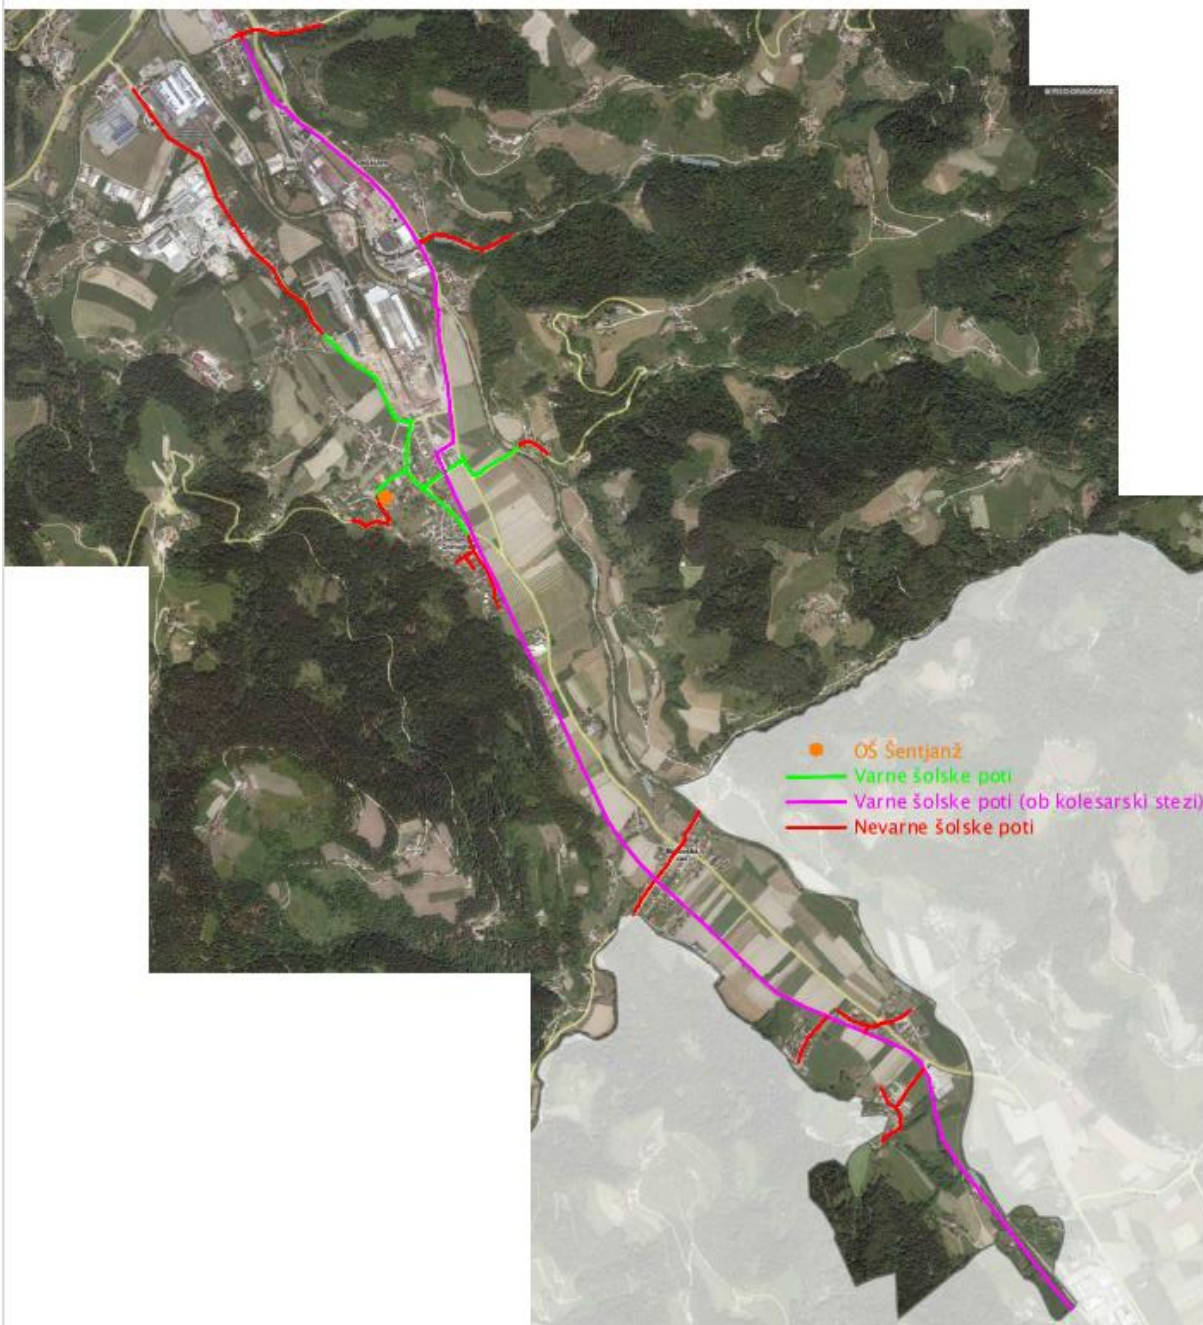 OŠ Šentjanž
Varne šolske poti
Varne šolske poti (ob kolesarski stezi)
Nevarne šolske poti